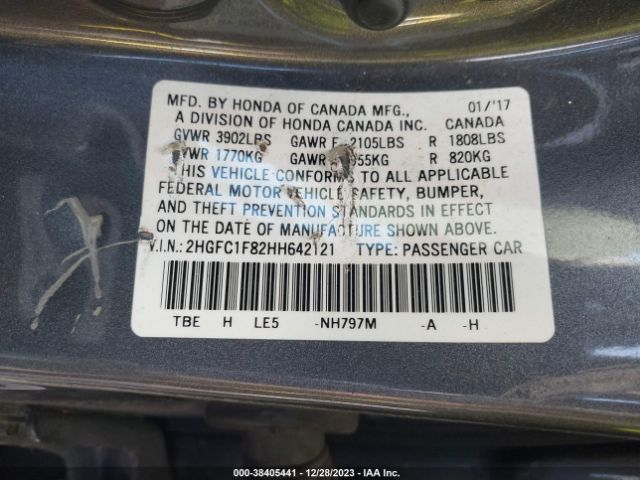 MFD. BY HONDA OF CANADA MFG., 01/'17
A DIVISION OF HONDA CANADA INC. CANADA
GVWR 3902LBS GAWR F 2105LBS R 1808LBS
GVWR 1770KG GAWR 955KG R 820KG
THIS VEHICLE CONFORMS TO ALL APPLICABLE
FEDERAL MOTOR VEHICLE SAFETY, BUMPER,
AND THEFT PREVENTION STANDARDS IN EFFECT
ON THE DATE OF MANUFACTURE SHOWN ABOVE.
V.I.N.: 2HGFC1F82HH642121 TYPE: PASSENGER CAR
TBE H LE5 -NH797M -A -H
000-38405441 - 12/28/2023 - IAA Inc.